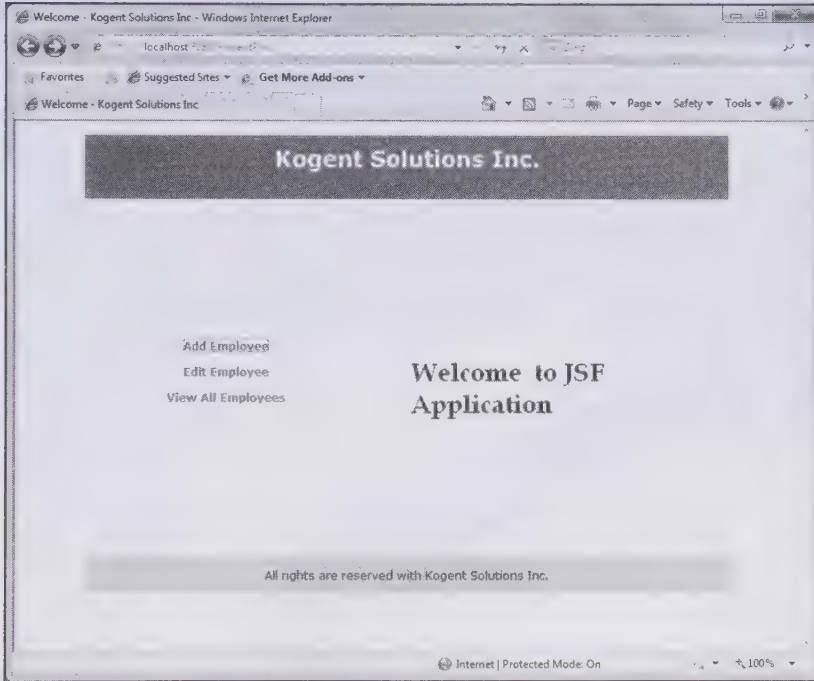 Welcome - Kogent Solutions Inc - Windows Internet Explorer
localhost
Favorites Suggested Sites Get More Add-ons
Welcome - Kogent Solutions Inc
Page Safety Tools
Kogent Solutions Inc.
Add Employee
Edit Employee
View All Employees
Welcome to JSF
Application
All rights are reserved with Kogent Solutions Inc.
Internet | Protected Mode: On
100%